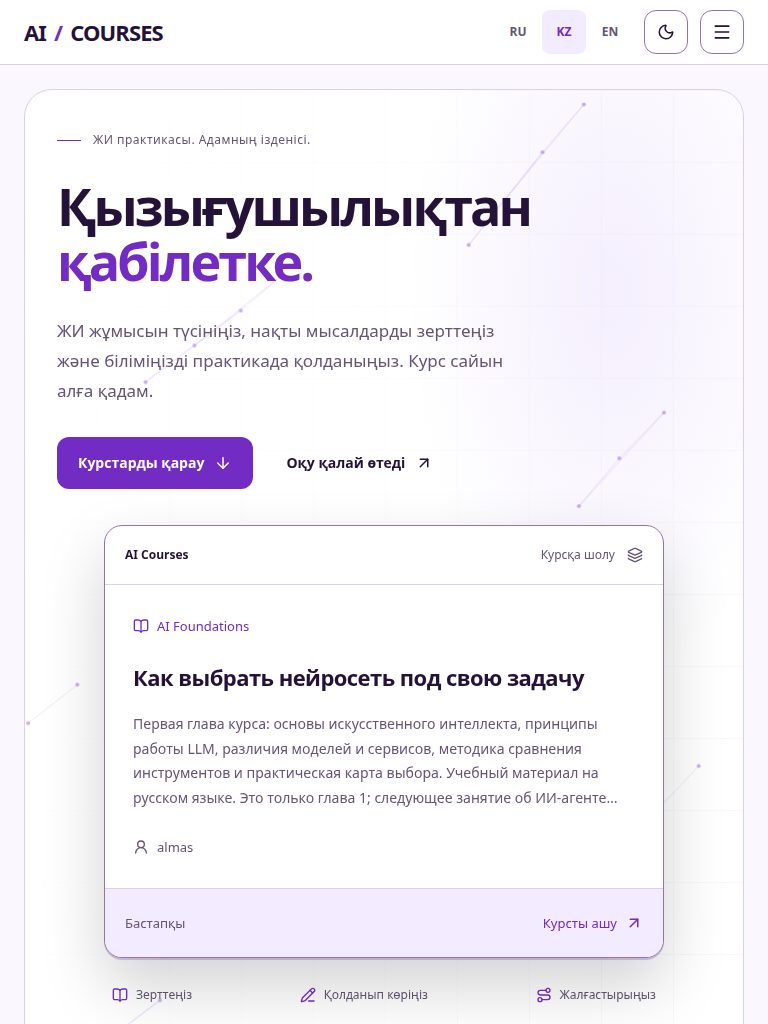 AI / COURSES
RU KZ EN
ЖИ практикасы. Адамның ізденісі.
Қызығушылықтан
қабілетке.
ЖИ жұмысын түсініңіз, нақты мысалдарды зерттеңіз
және біліміңізді практикада қолданыңыз. Курс сайын
алға қадам.
Курстарды қарау
Оқу қалай өтеді
AI Courses
Курсқа шолу
AI Foundations
Как выбрать нейросеть под свою задачу
Первая глава курса: основы искусственного интеллекта, принципы
работы LLM, различия моделей и сервисов, методика сравнения
инструментов и практическая карта выбора. Учебный материал на
русском языке. Это только глава 1; следующее занятие об ИИ-агенте...
almas
Бастапқы
Курсты ашу
Зерттеңіз
Қолданып көріңіз
Жалғастырыңыз